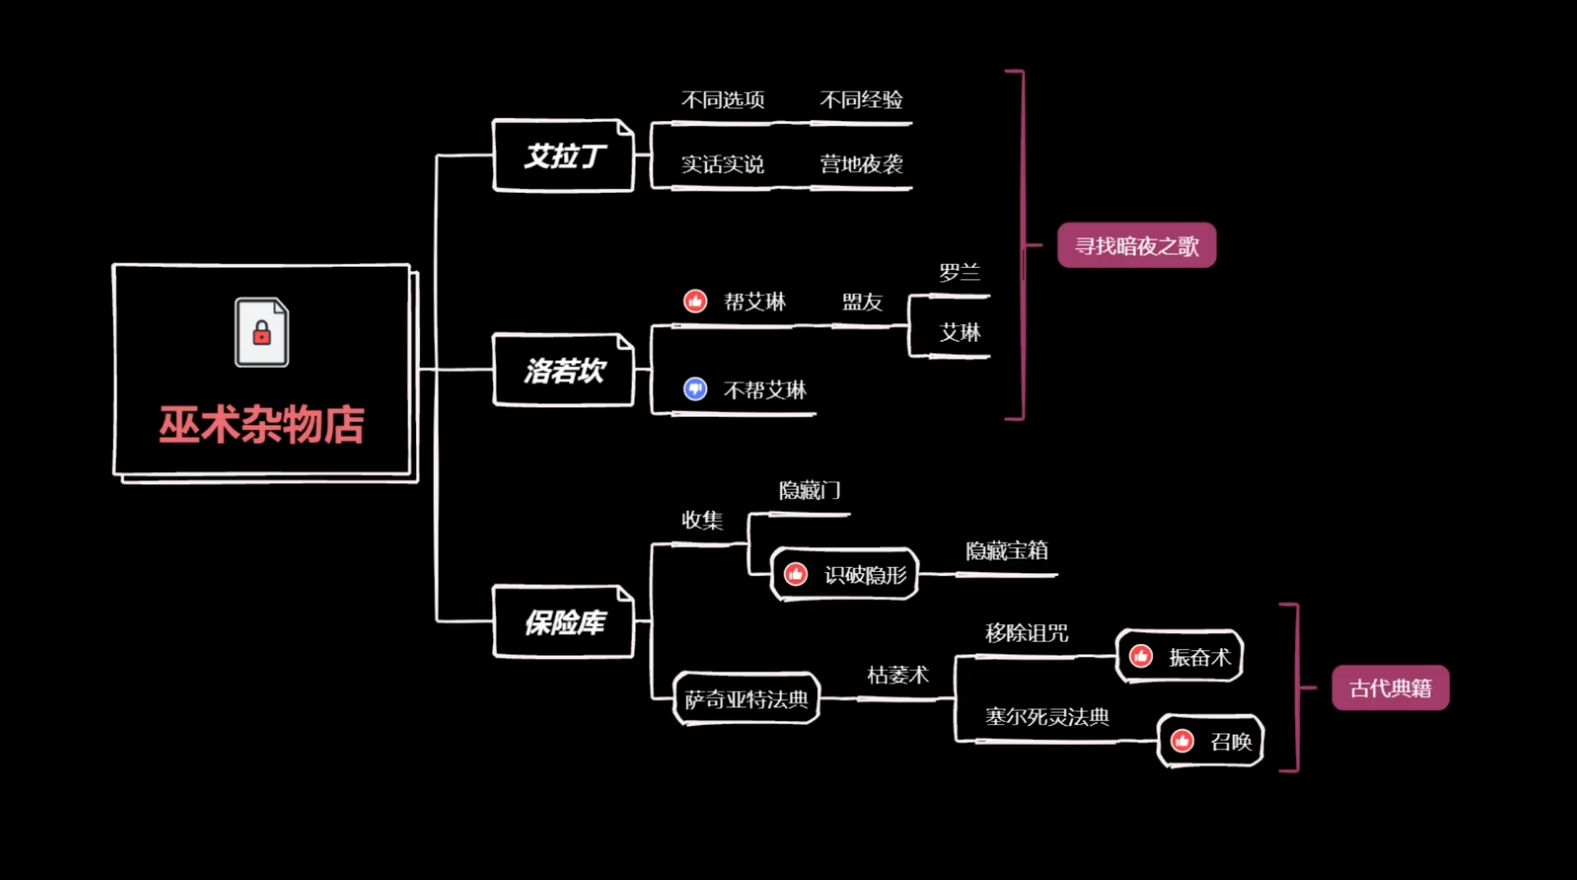 巫术杂物店
艾拉丁
不同选项
不同经验
实话实说
营地夜袭
洛若坎
帮艾琳
盟友
罗兰
艾琳
不帮艾琳
寻找暗夜之歌
保险库
收集
隐藏门
识破隐形
隐藏宝箱
萨奇亚特法典
枯萎术
移除诅咒
振奋术
塞尔死灵法典
召唤
古代典籍